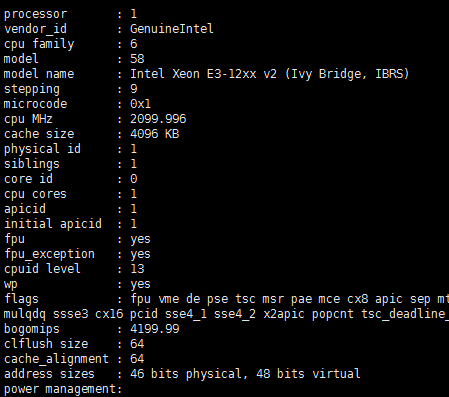 processor : 1
vendor_id : GenuineIntel
cpu family : 6
model : 58
model name : Intel Xeon E3-12xx v2 (Ivy Bridge, IBRS)
stepping : 9
microcode : 0x1
cpu MHz : 2099.996
cache size : 4096 KB
physical id : 1
siblings : 1
core id : 0
cpu cores : 1
apicid : 1
initial apicid : 1
fpu : yes
fpu_exception : yes
cpuid level : 13
wp : yes
flags : fpu vme de pse tsc msr pae mce cx8 apic sep mt
mulqdq ssse3 cx16 pcid sse4_1 sse4_2 x2apic popcnt tsc_deadline_
bogomips : 4199.99
clflush size : 64
cache_alignment : 64
address sizes : 46 bits physical, 48 bits virtual
power management: